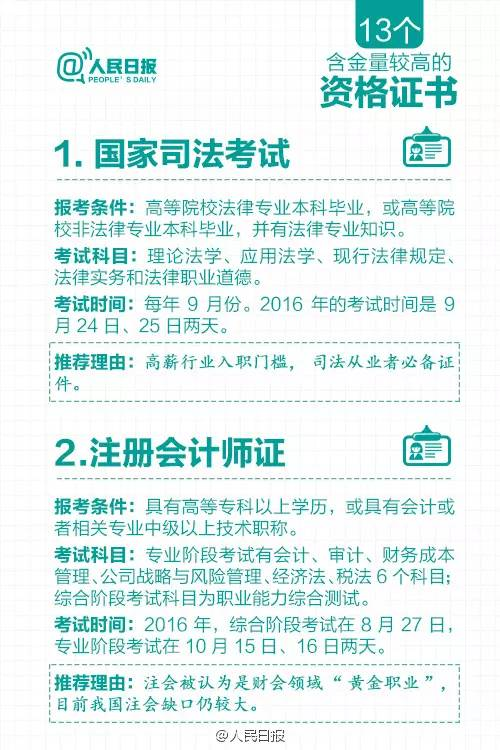 13个
@人民日报
PEOPLE'S DAILY
含金量较高的
资格证书
1. 国家司法考试
报考条件：高等院校法律专业本科毕业，或高等院
校非法律专业本科毕业，并有法律专业知识。
考试科目：理论法学、应用法学、现行法律规定、
法律实务和法律职业道德。
考试时间：每年 9 月份。2016 年的考试时间是 9
月 24 日、25 日两天。
推荐理由：高薪行业入职门槛，司法从业者必备证
件。
2.注册会计师证
报考条件：具有高等专科以上学历，或具有会计或
者相关专业中级以上技术职称。
考试科目：专业阶段考试有会计、审计、财务成本
管理、公司战略与风险管理、经济法、税法 6 个科目；
综合阶段考试科目为职业能力综合测试。
考试时间：2016 年，综合阶段考试在 8 月 27 日，
专业阶段考试在 10 月 15 日、16 日两天。
推荐理由：注会被认为是财会领域“黄金职业”，
目前我国注会缺口仍较大。
@人民日报